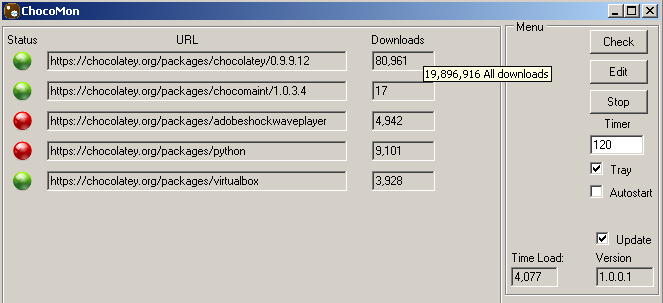 ChocoMon
Status URL Downloads
https://chocolatey.org/packages/chocolatey/0.9.9.12 80,961
19,896,916 All downloads
https://chocolatey.org/packages/chocomaint/1.0.3.4 17
https://chocolatey.org/packages/adobeshockwaveplayer 4,942
https://chocolatey.org/packages/python 9,101
https://chocolatey.org/packages/virtualbox 3,928
Menu
Check
Edit
Stop
Timer
120
Tray
Autostart
Update
Time Load: Version
4,077 1.0.0.1